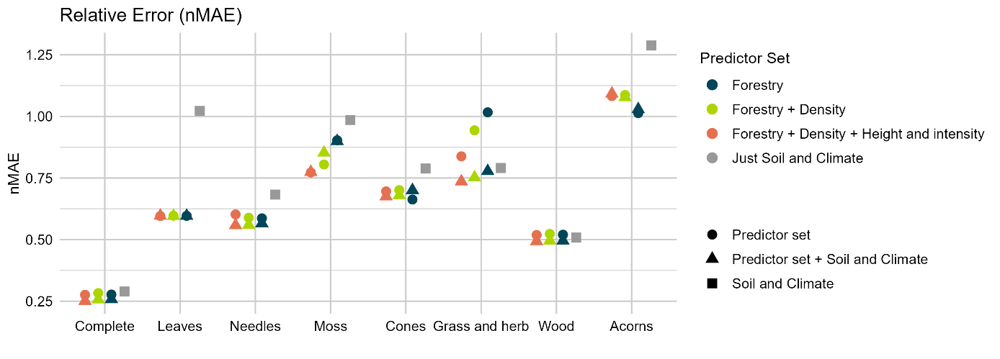 Relative Error (nMAE)
nMAE
1.25
1.00
0.75
0.50
0.25
Complete
Leaves
Needles
Moss
Cones
Grass and herb
Wood
Acorns
Predictor Set
Forestry
Forestry + Density
Forestry + Density + Height and intensity
Just Soil and Climate
Predictor set
Predictor set + Soil and Climate
Soil and Climate